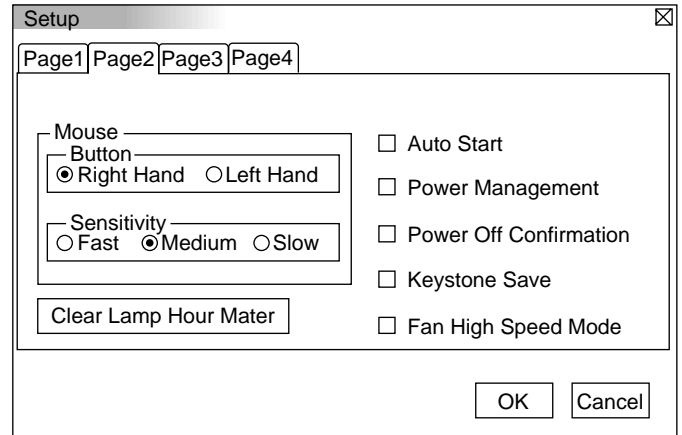 Setup
Page1 Page2 Page3 Page4
Mouse
Button
Right Hand Left Hand
Sensitivity
Fast Medium Slow
Clear Lamp Hour Mater
Auto Start
Power Management
Power Off Confirmation
Keystone Save
Fan High Speed Mode
OK Cancel